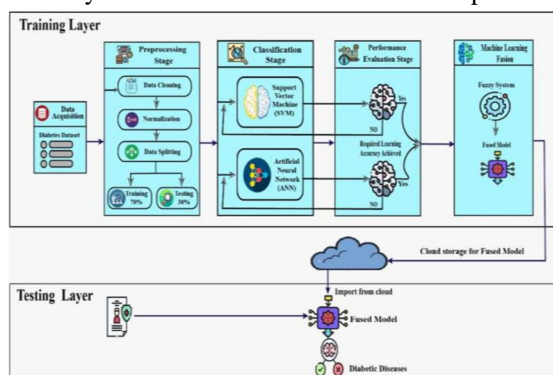 Training Layer
Preprocessing
Stage
Classification
Stage
Performance
Evaluation Stage
Machine Learning
Fusion
Data
Acquisition
Diabetes Dataset
Data Cleaning
Normalization
Data Splitting
Training
70%
Testing
30%
Support
Vector
Machine
(SVM)
Artificial
Neural
Network
(ANN)
Yes
NO
Required Learning
Accuracy Achieved
Yes
NO
Fuzzy System
Fused Model
Cloud storage for Fused Model
Import from cloud
Testing Layer
Fused Model
Diabetic Diseases